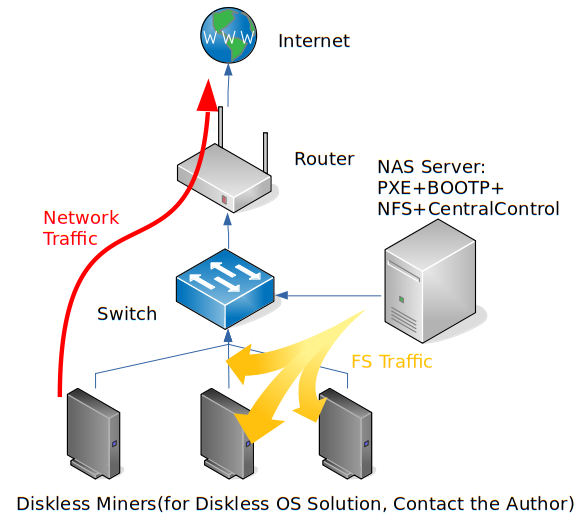 WWW
Internet
Router
NAS Server:
PXE+BOOTP+
NFS+CentralControl
Network
Traffic
Switch
FS Traffic
Diskless Miners(for Diskless OS Solution, Contact the Author)